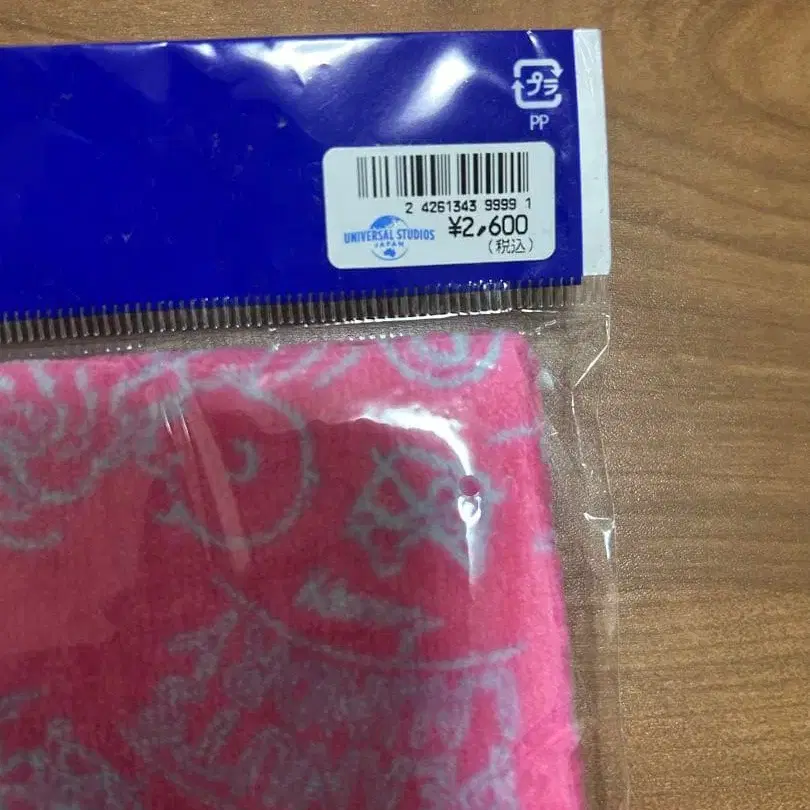 プラ
PP
2 4261343 9999 1
UNIVERSAL STUDIOS
JAPAN
¥2,600
(税込)